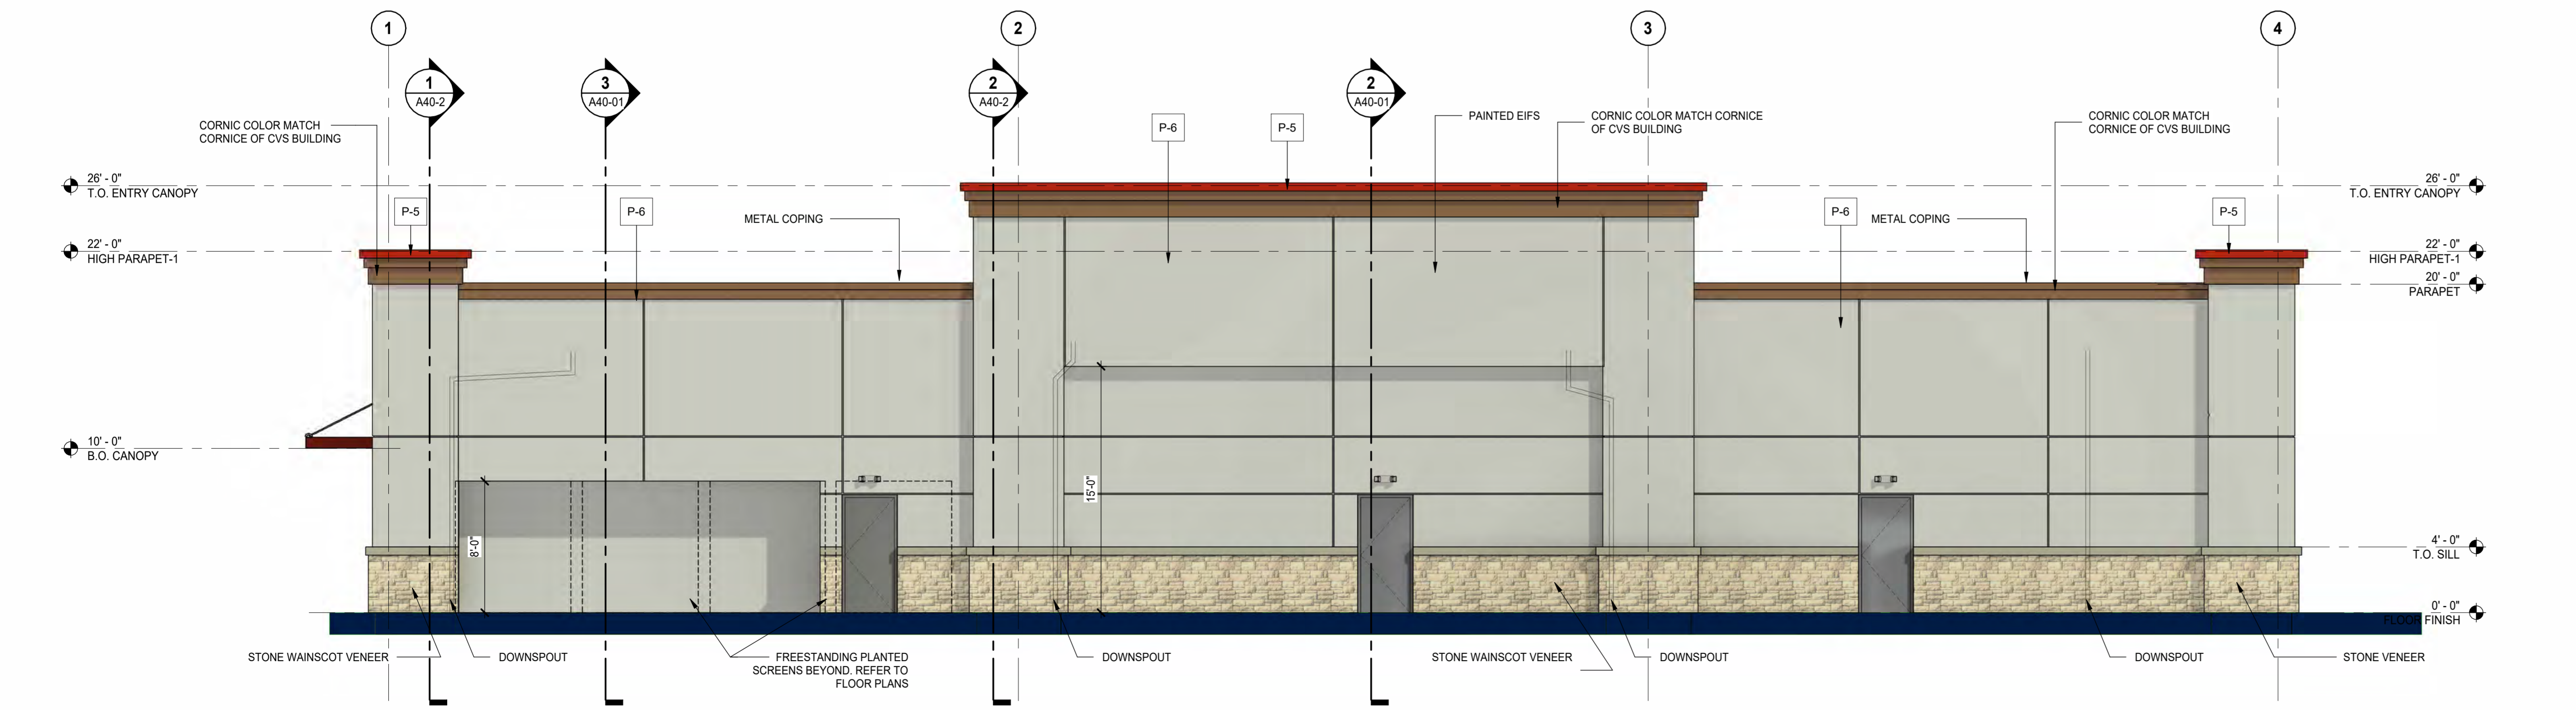 1
2
3
4
1
A40-2
3
A40-01
2
A40-2
2
A40-01
CORNIC COLOR MATCH
CORNICE OF CVS BUILDING
P-6
P-5
PAINTED EIFS
CORNIC COLOR MATCH CORNICE
OF CVS BUILDING
CORNIC COLOR MATCH
CORNICE OF CVS BUILDING
26' - 0"
T.O. ENTRY CANOPY
26' - 0"
T.O. ENTRY CANOPY
P-5
P-6
METAL COPING
P-6
METAL COPING
P-5
22' - 0"
HIGH PARAPET-1
22' - 0"
HIGH PARAPET-1
20' - 0"
PARAPET
10' - 0"
B.O. CANOPY
8'-0"
15'-0"
4' - 0"
T.O. SILL
0' - 0"
FLOOR FINISH
STONE WAINSCOT VENEER
DOWNSPOUT
FREESTANDING PLANTED
SCREENS BEYOND. REFER TO
FLOOR PLANS
DOWNSPOUT
STONE WAINSCOT VENEER
DOWNSPOUT
DOWNSPOUT
STONE VENEER